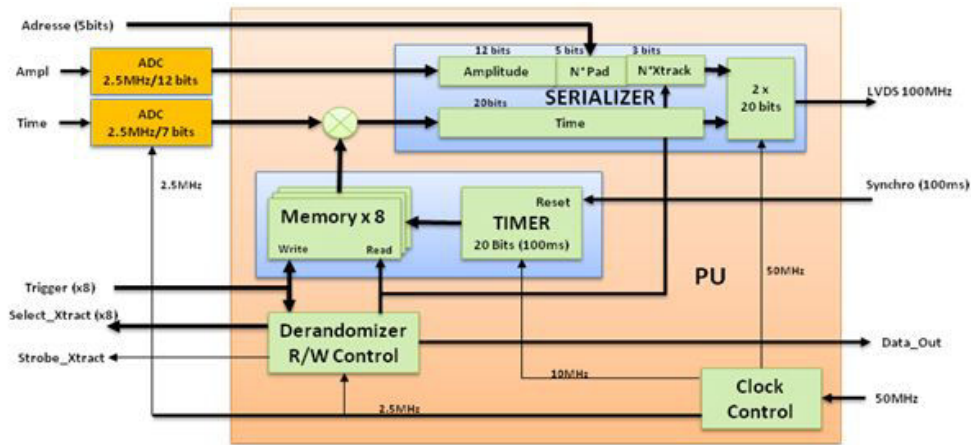 Adresse (5bits)
12 bits
5 bits
3 bits
Ampl
ADC
2.5MHz/12 bits
Amplitude
N°Pad
N°Xtrack
SERIALIZER
2 x
20 bits
LVDS 100MHz
Time
ADC
2.5MHz/7 bits
20bits
Time
2.5MHz
Synchro (100ms)
Memory x 8
Write
Read
Reset
TIMER
20 Bits (100ms)
PU
50MHz
Trigger (x8)
Select_Xtract (x8)
Strobe_Xtract
Derandomizer
R/W Control
Data_Out
10MHz
2.5MHz
Clock
Control
50MHz